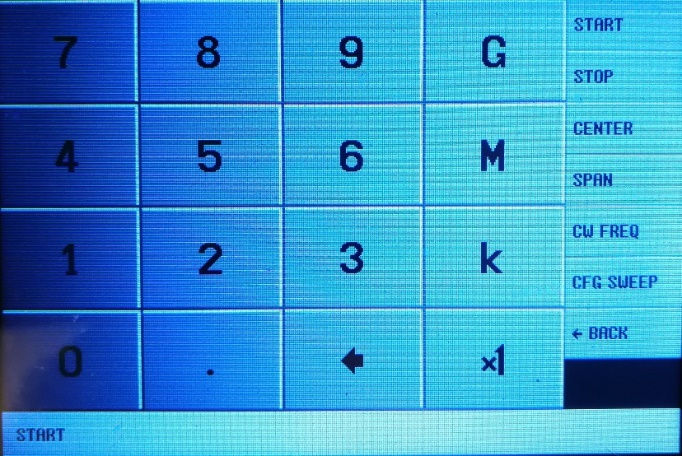 7 8 9 G
START
STOP
4 5 6 M
CENTER
SPAN
1 2 3 k
CW FREQ
CFG SWEEP
0 . ← ×1
← BACK
START